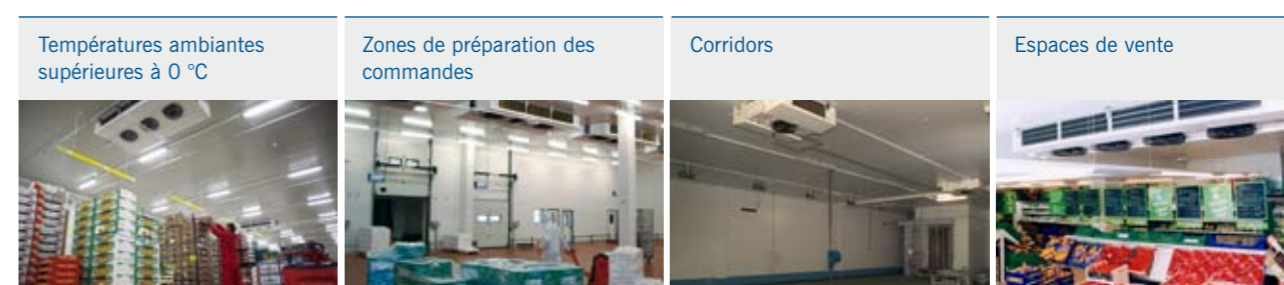 Températures ambiantes
supérieures à 0 °C
Zones de préparation des
commandes
Corridors
Espaces de vente